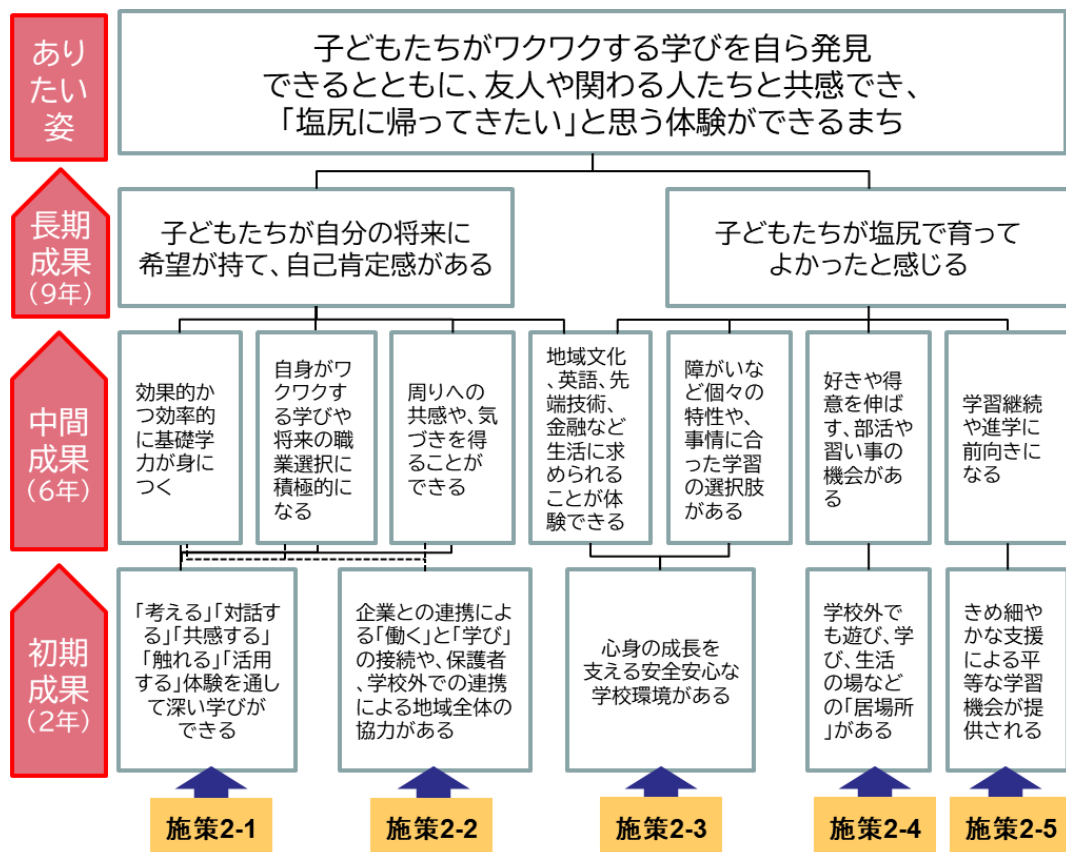 あり
たい
姿
子どもたちがワクワクする学びを自ら発見
できるとともに、友人や関わる人たちと共感でき、
「塩尻に帰ってきたい」と思う体験ができるまち
長期
成果
(9年)
子どもたちが自分の将来に
希望が持て、自己肯定感がある
子どもたちが塩尻で育って
よかったと感じる
中間
成果
(6年)
効果的か
つ効率的
に基礎学
力が身に
つく
自身がワ
クワクす
る学びや
将来の職
業選択に
積極的に
なる
周りへの
共感や、気
づきを得
ることが
できる
地域文化
、英語、先
端技術、
金融など
生活に求
められる
ことが体
験できる
障がいな
ど個々の
特性や、
事情に合
った学習
の選択肢
がある
好きや得
意を伸ば
す、部活や
習い事の
機会があ
る
学習継続
や進学に
前向きに
なる
初期
成果
(2年)
「考える」「対話す
る」「共感する」
「触れる」「活用
する」体験を通し
て深い学びが
できる
企業との連携によ
る「働く」と「学び」
の接続や、保護者
、学校外での連携
による地域全体の
協力がある
心身の成長を
支える安全安心な
学校環境がある
学校外で
も遊び、学
び、生活
の場など
の「居場
所」がある
きめ細や
かな支援
による平
等な学習
機会が提
供される
施策2-1
施策2-2
施策2-3
施策2-4
施策2-5